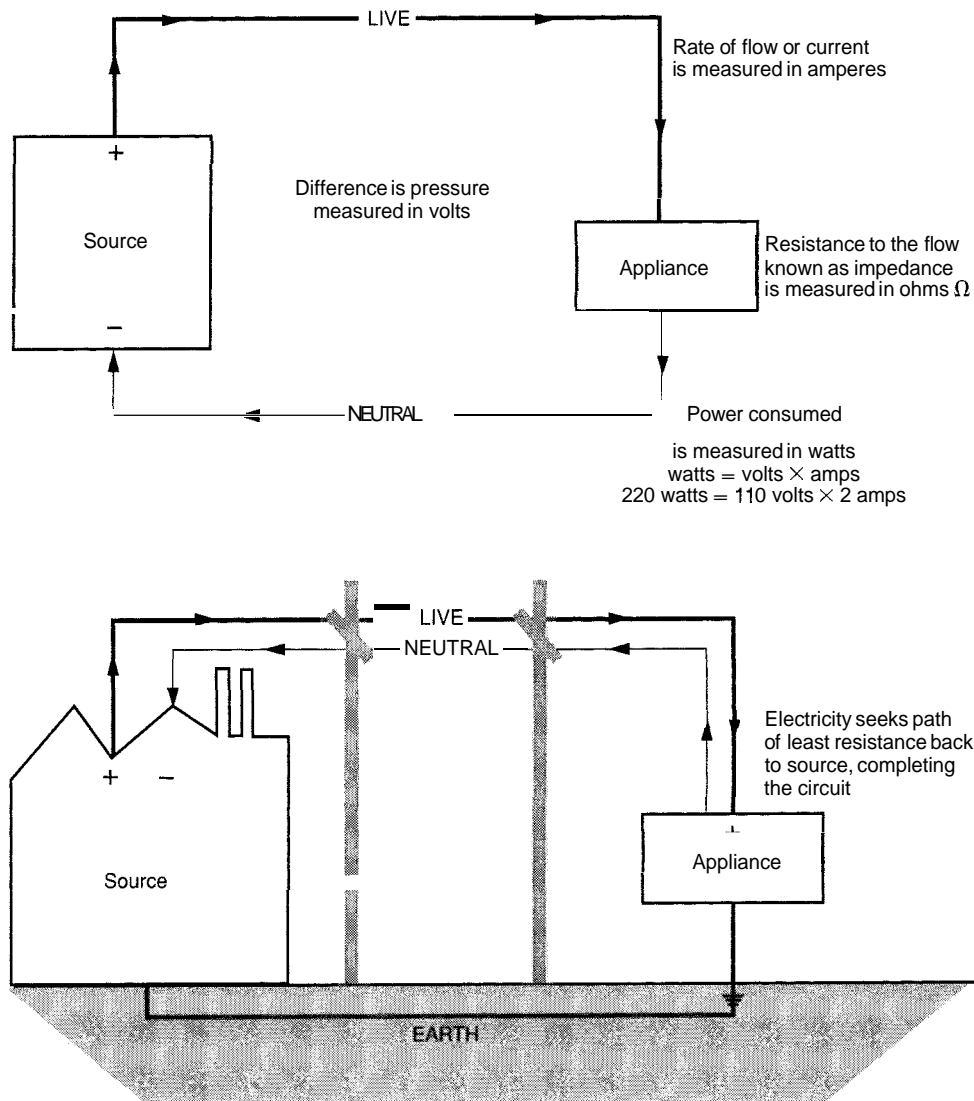 LIVE
Rate of flow or current
is measured in amperes
+
Difference is pressure
measured in volts
Source
Appliance
Resistance to the flow
known as impedance
is measured in ohms Ω
−
NEUTRAL
Power consumed
is measured in watts
watts = volts × amps
220 watts = 110 volts × 2 amps
LIVE
NEUTRAL
Electricity seeks path
of least resistance back
to source, completing
the circuit
+ −
+
Appliance
Source
EARTH